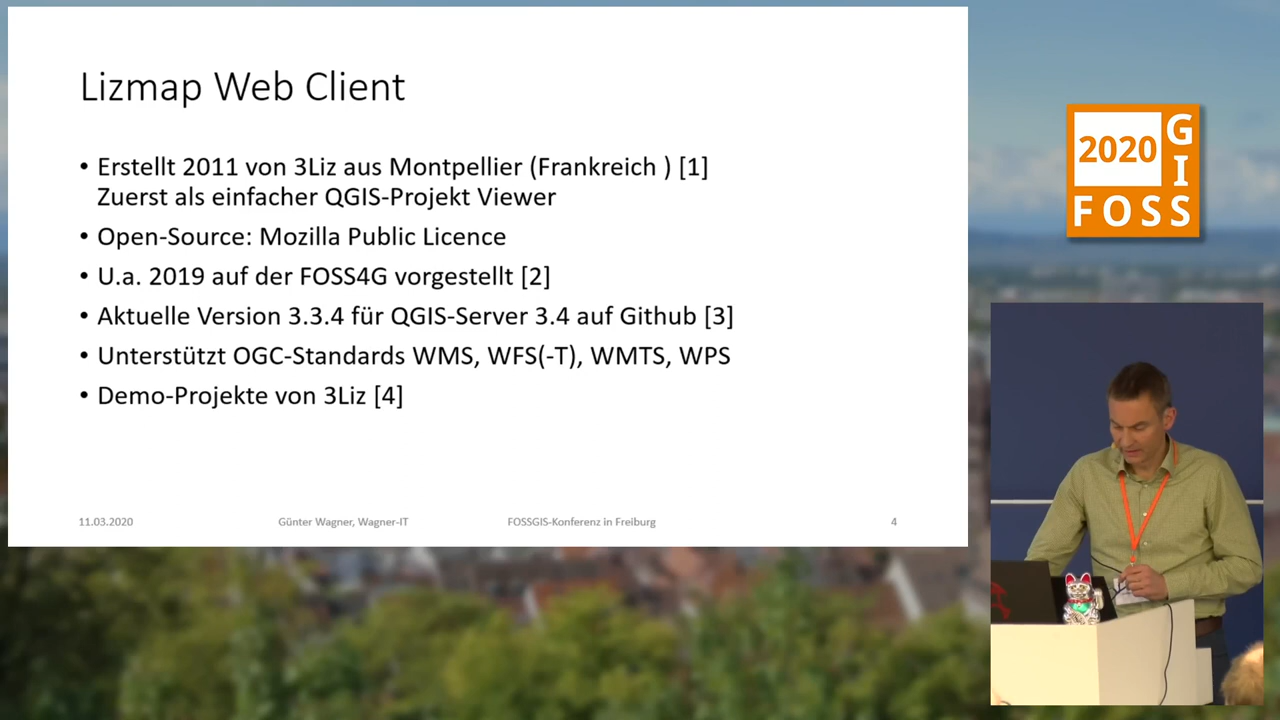 Lizmap Web Client
• Erstellt 2011 von 3Liz aus Montpellier (Frankreich ) [1]
Zuerst als einfacher QGIS-Projekt Viewer
• Open-Source: Mozilla Public Licence
• U.a. 2019 auf der FOSS4G vorgestellt [2]
• Aktuelle Version 3.3.4 für QGIS-Server 3.4 auf Github [3]
• Unterstützt OGC-Standards WMS, WFS(-T), WMTS, WPS
• Demo-Projekte von 3Liz [4]
11.03.2020 Günter Wagner, Wagner-IT FOSSGIS-Konferenz in Freiburg 4
2020
GI
FOSS